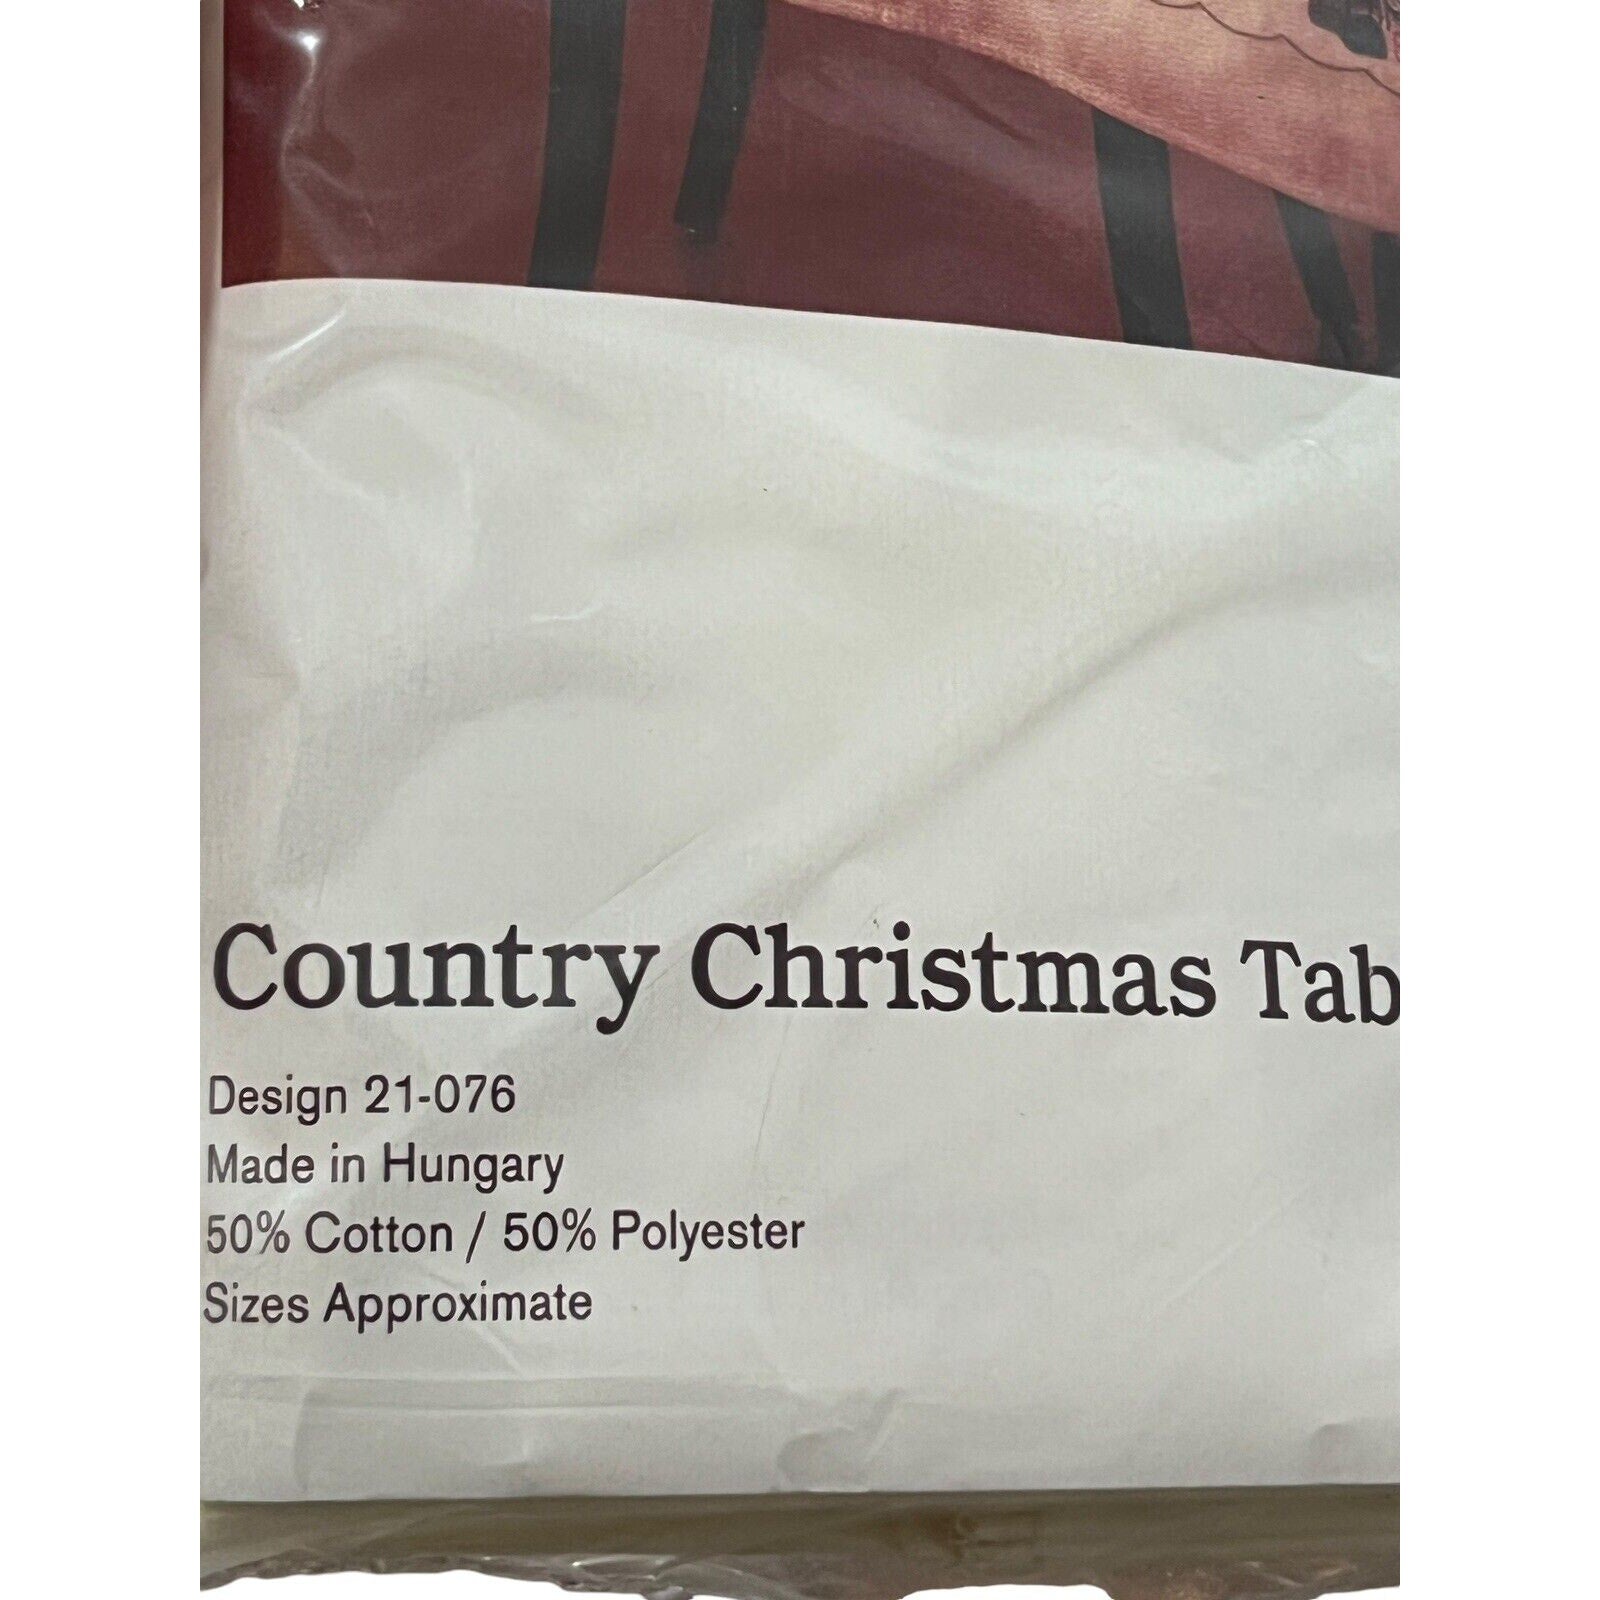 Country Christmas Tab
Design 21-076
Made in Hungary
50% Cotton / 50% Polyester
Sizes Approximate